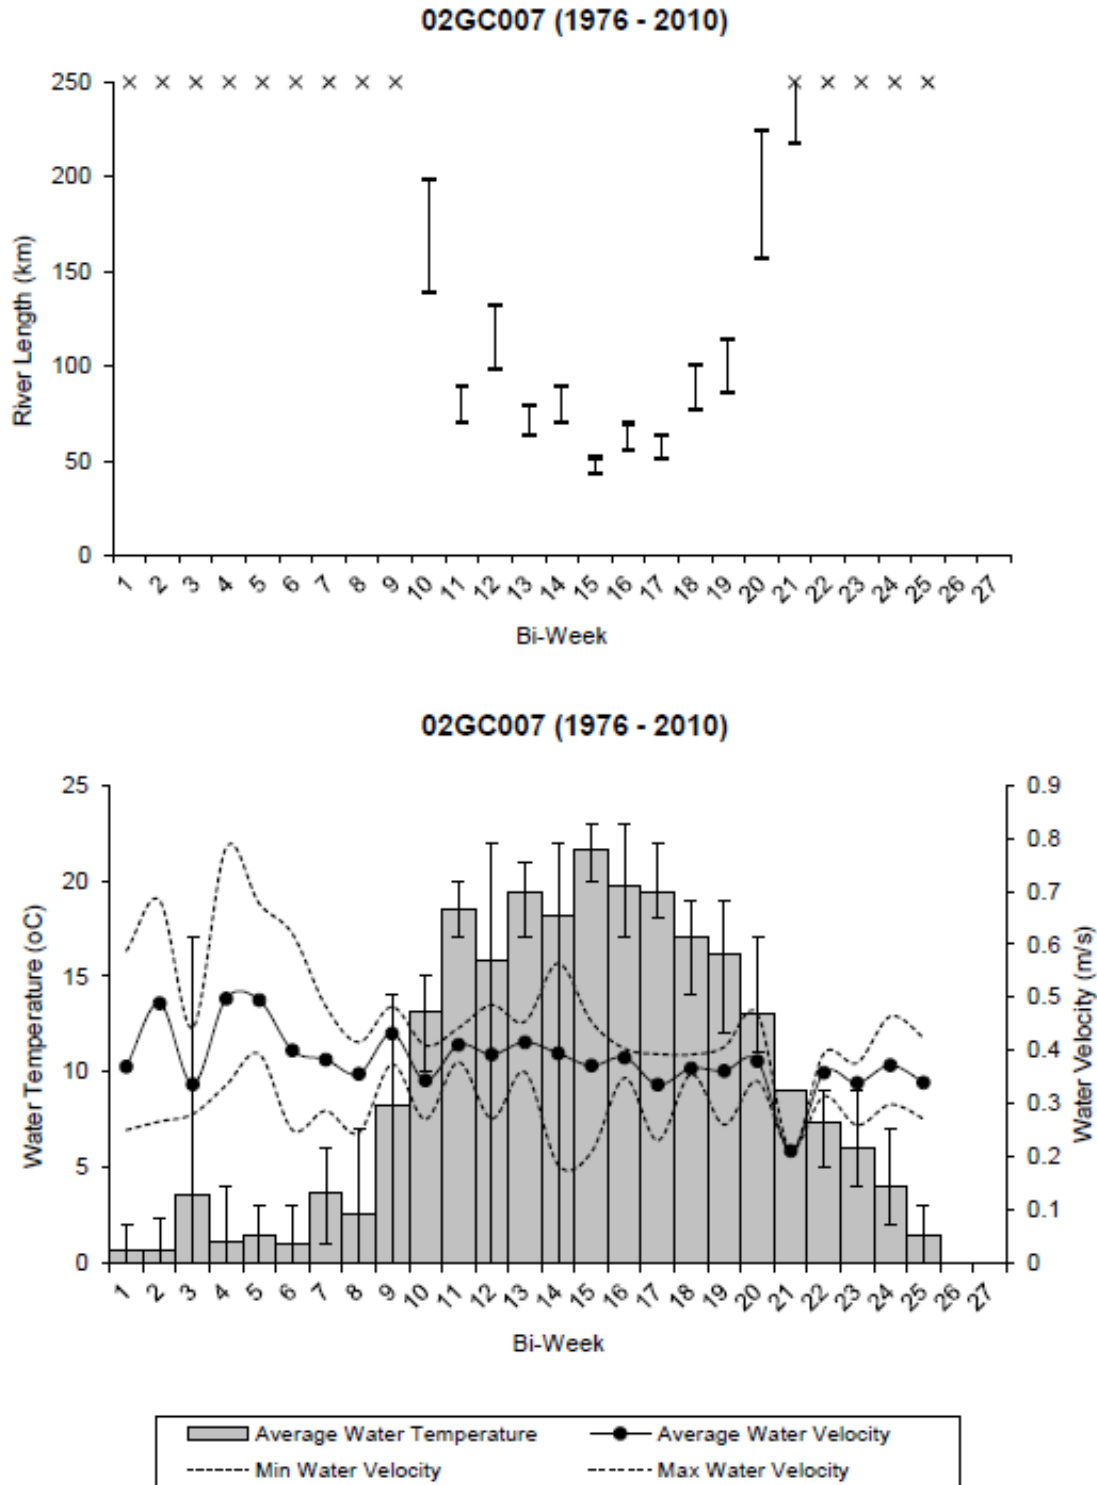 02GC007 (1976 - 2010)
250
200
150
100
50
0
River Length (km)
1 2 3 4 5 6 7 8 9 10 11 12 13 14 15 16 17 18 19 20 21 22 23 24 25 26 27
Bi-Week
02GC007 (1976 - 2010)
25
20
15
10
5
0
Water Temperature (oC)
0.9
0.8
0.7
0.6
0.5
0.4
0.3
0.2
0.1
0
Water Velocity (m/s)
1 2 3 4 5 6 7 8 9 10 11 12 13 14 15 16 17 18 19 20 21 22 23 24 25 26 27
Bi-Week
Average Water Temperature
Average Water Velocity
Min Water Velocity
Max Water Velocity